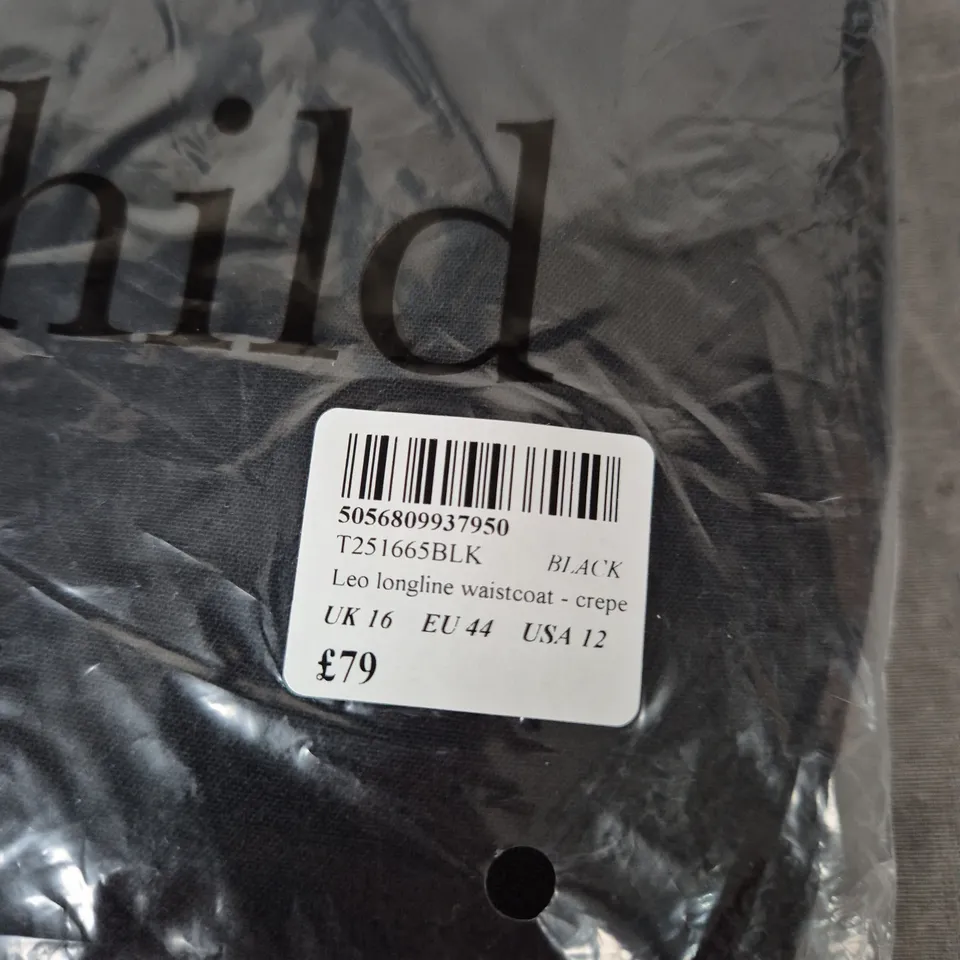 hild
5056809937950
T251665BLK BLACK
Leo longline waistcoat - crepe
UK 16 EU 44 USA 12
£79